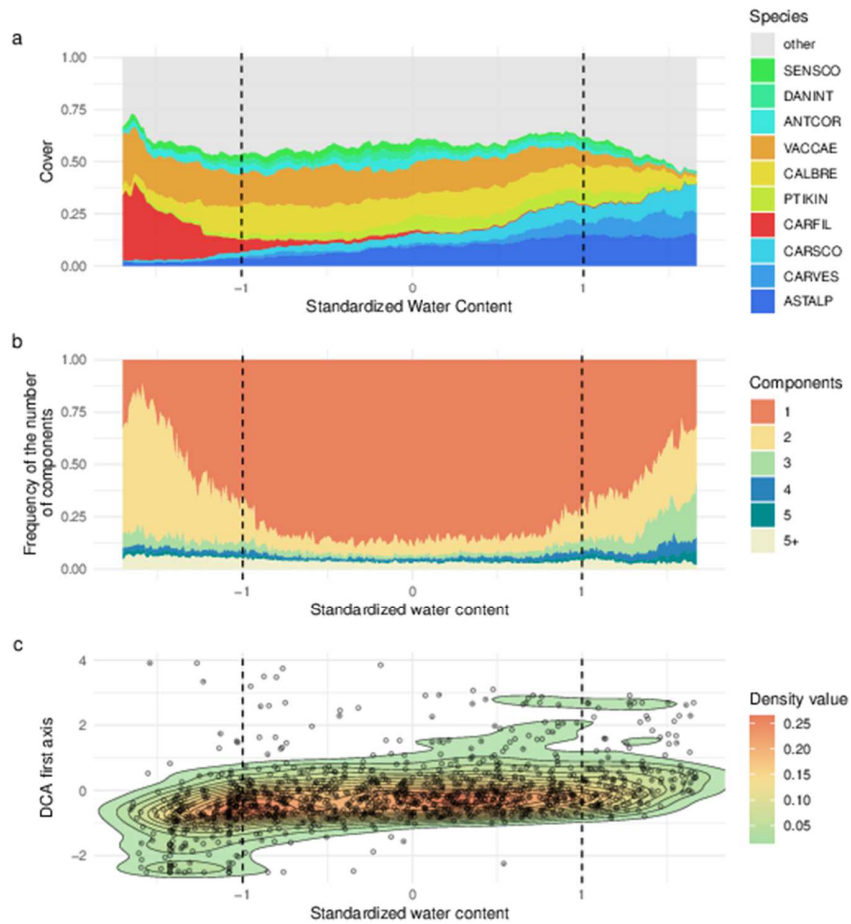 a
Species
1.00
0.75
0.50
0.25
0.00
Cover
−1
0
1
Standardized Water Content
other
SENSCO
DANINT
ANTCOR
VACCAE
CALBRE
PTIKIN
CARFIL
CARSCO
CARVES
ASTALP
b
1.00
0.75
0.50
0.25
0.00
Frequency of the number
of components
−1
0
1
Standardized water content
Components
1
2
3
4
5
5+
c
4
2
0
−2
DCA first axis
−1
0
1
Standardized water content
Density value
0.25
0.20
0.15
0.10
0.05